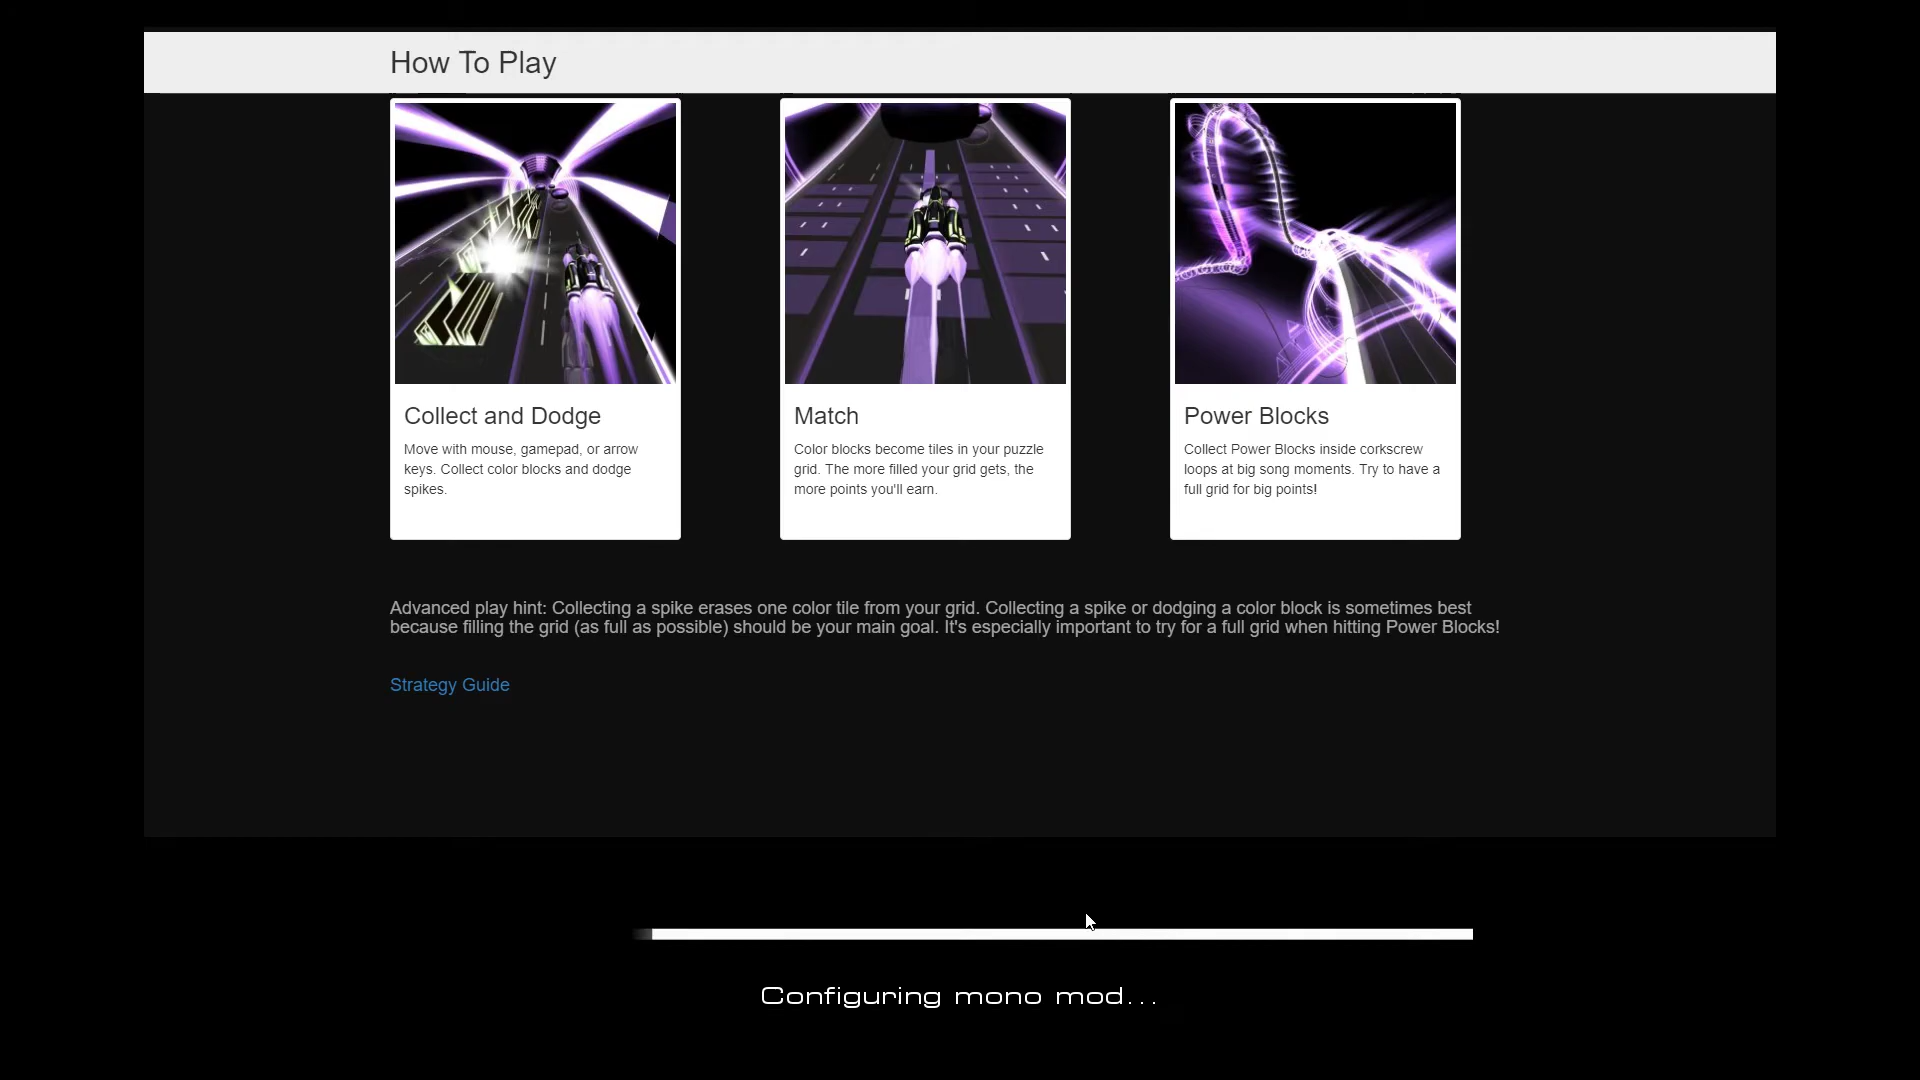 How To Play
Collect and Dodge
Move with mouse, gamepad, or arrow
keys. Collect color blocks and dodge
spikes.
Match
Color blocks become tiles in your puzzle
grid. The more filled your grid gets, the
more points you'll earn.
Power Blocks
Collect Power Blocks inside corkscrew
loops at big song moments. Try to have a
full grid for big points!
Advanced play hint: Collecting a spike erases one color tile from your grid. Collecting a spike or dodging a color block is sometimes best
because filling the grid (as full as possible) should be your main goal. It's especially important to try for a full grid when hitting Power Blocks!
Strategy Guide
Configuring mono mod...